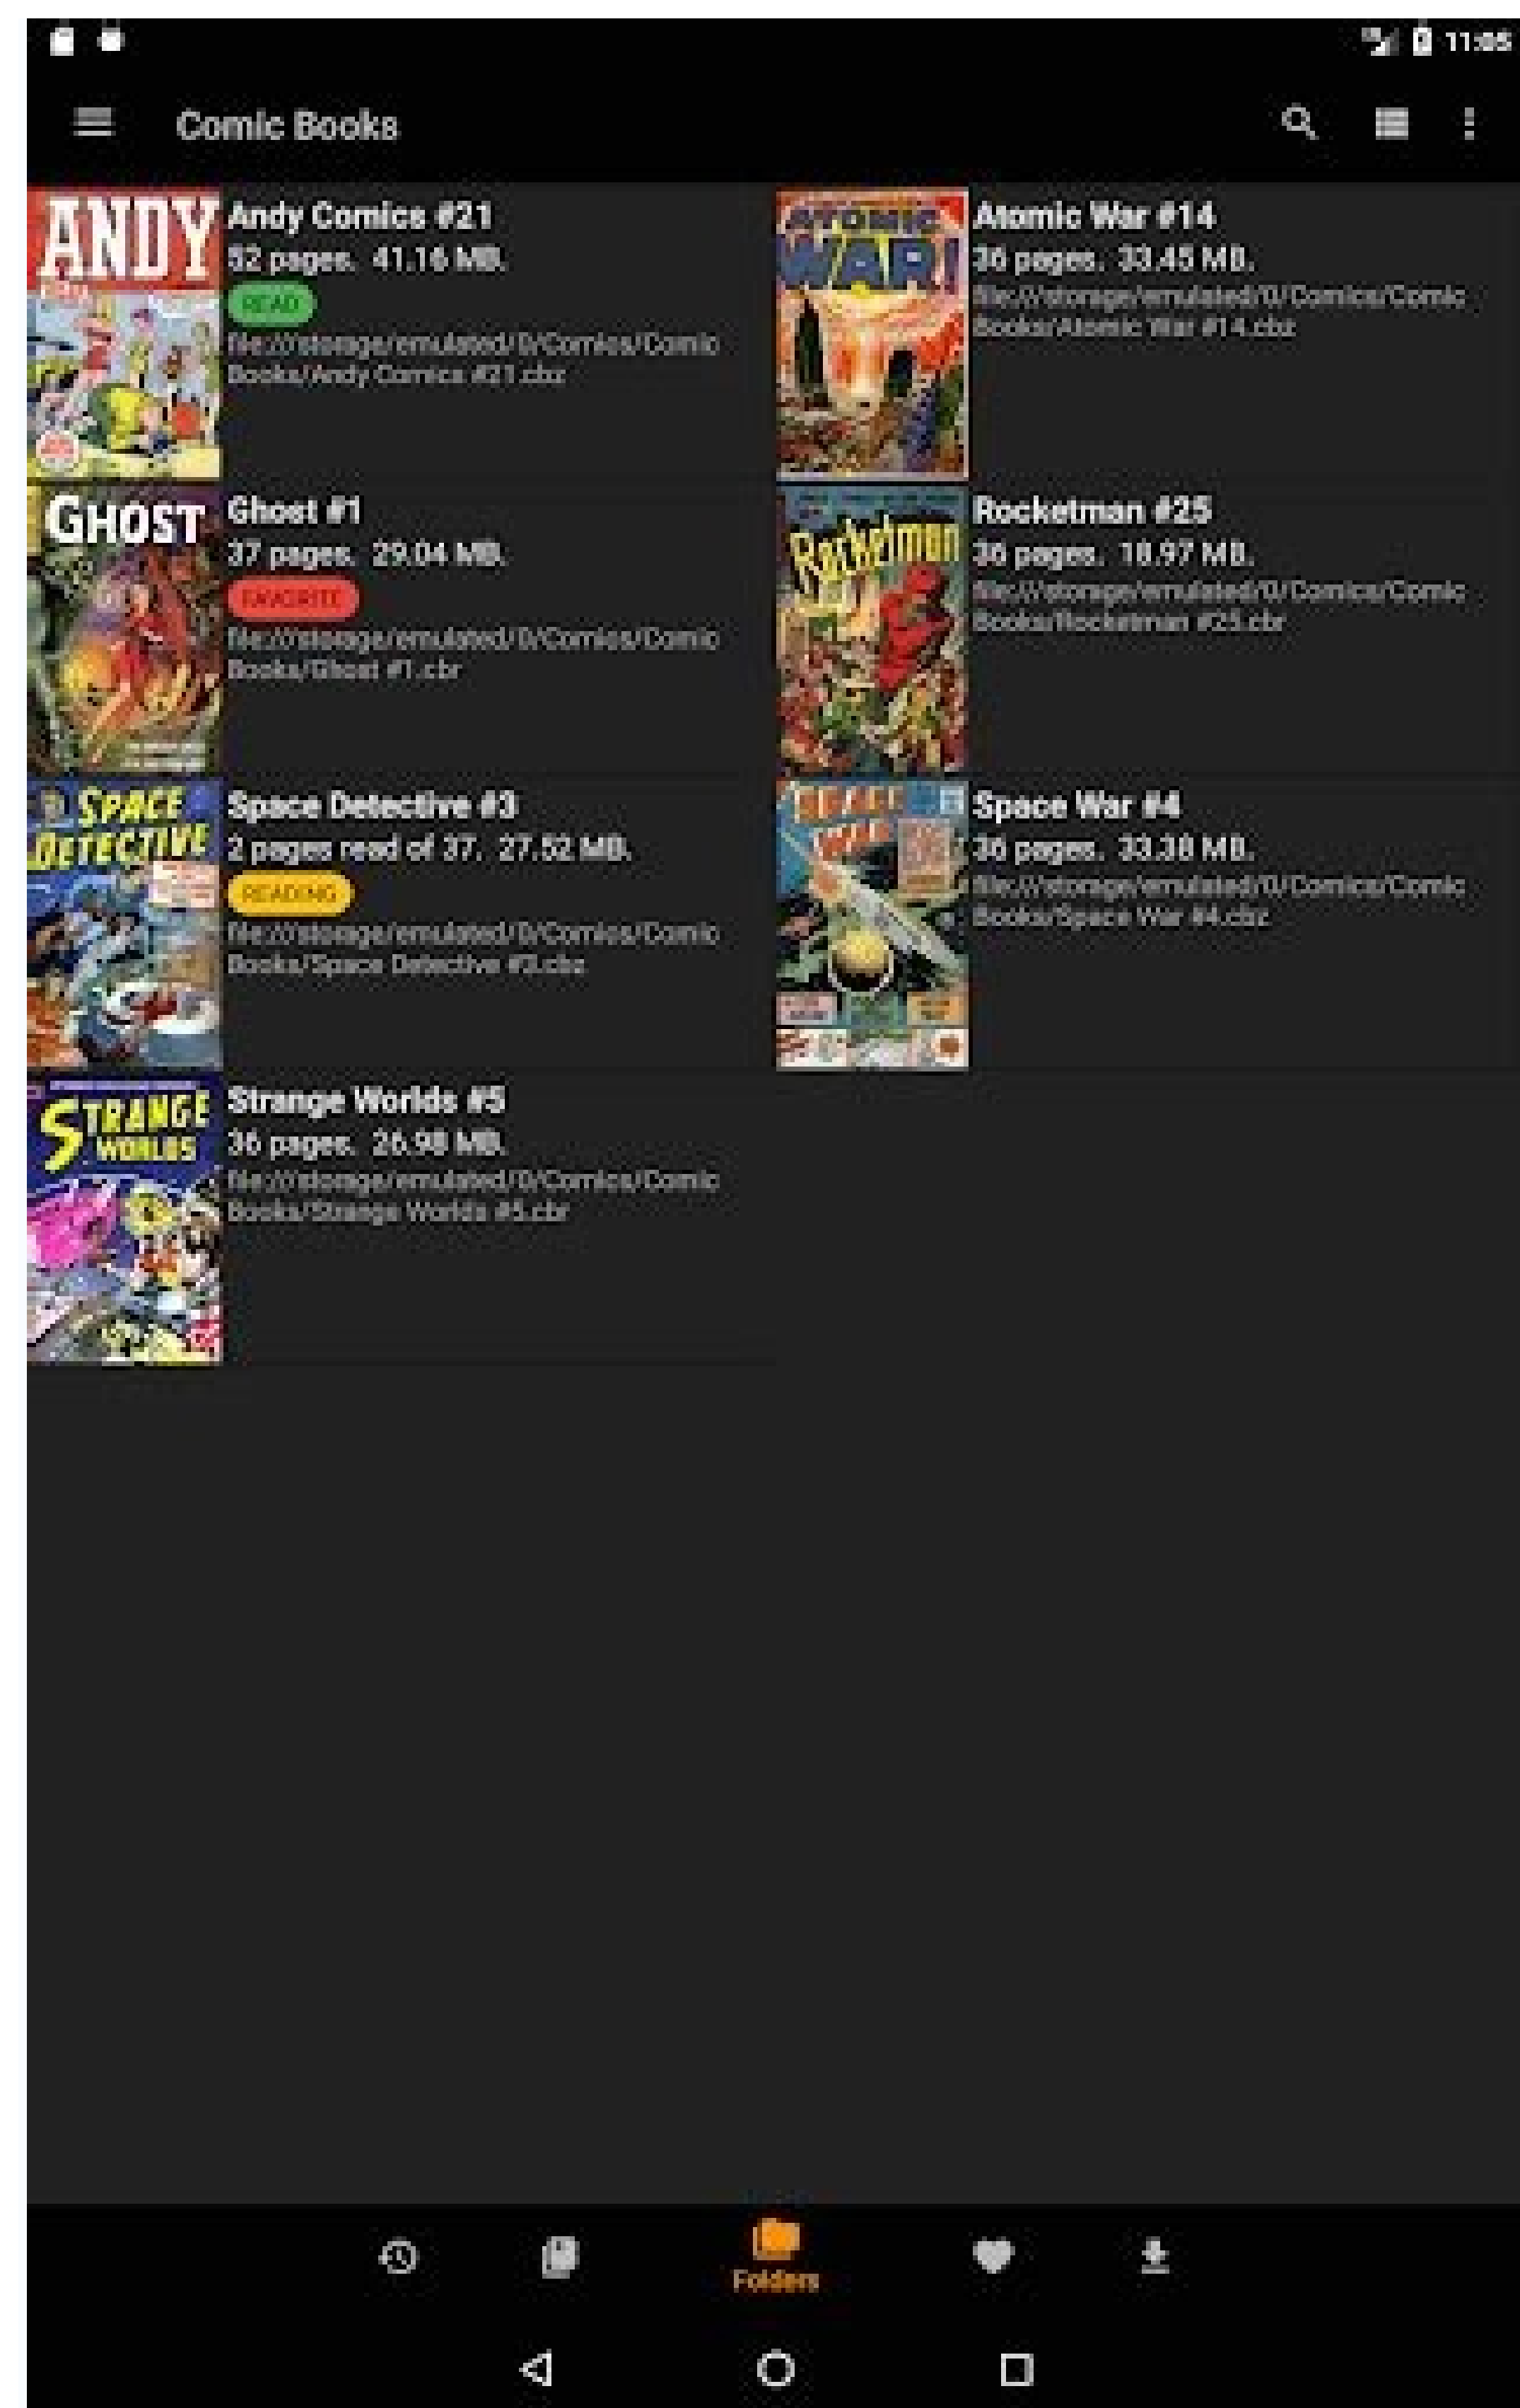 11:05
Comic Books
ANDY
Andy Comics #21
52 pages. 41.16 MB.
READ
file:///storage/emulated/0/Comics/Comic
Books/Andy Comics #21.cbz
ATOMIC
WAR!
Atomic War #14
36 pages. 33.45 MB.
file:///storage/emulated/0/Comics/Comic
Books/Atomic War #14.cbz
GHOST
Ghost #1
37 pages. 29.04 MB.
FAVORITE
file:///storage/emulated/0/Comics/Comic
Books/Ghost #1.cbr
Rocketman
Rocketman #25
36 pages. 18.97 MB.
file:///storage/emulated/0/Comics/Comic
Books/Rocketman #25.cbr
SPACE
DETECTIVE
Space Detective #3
2 pages read of 37. 27.52 MB.
READING
file:///storage/emulated/0/Comics/Comic
Books/Space Detective #3.cbz
SPACE
WAR
Space War #4
36 pages. 33.38 MB.
file:///storage/emulated/0/Comics/Comic
Books/Space War #4.cbz
STRANGE
WORLDS
Strange Worlds #5
36 pages. 26.98 MB.
file:///storage/emulated/0/Comics/Comic
Books/Strange Worlds #5.cbr
Folders